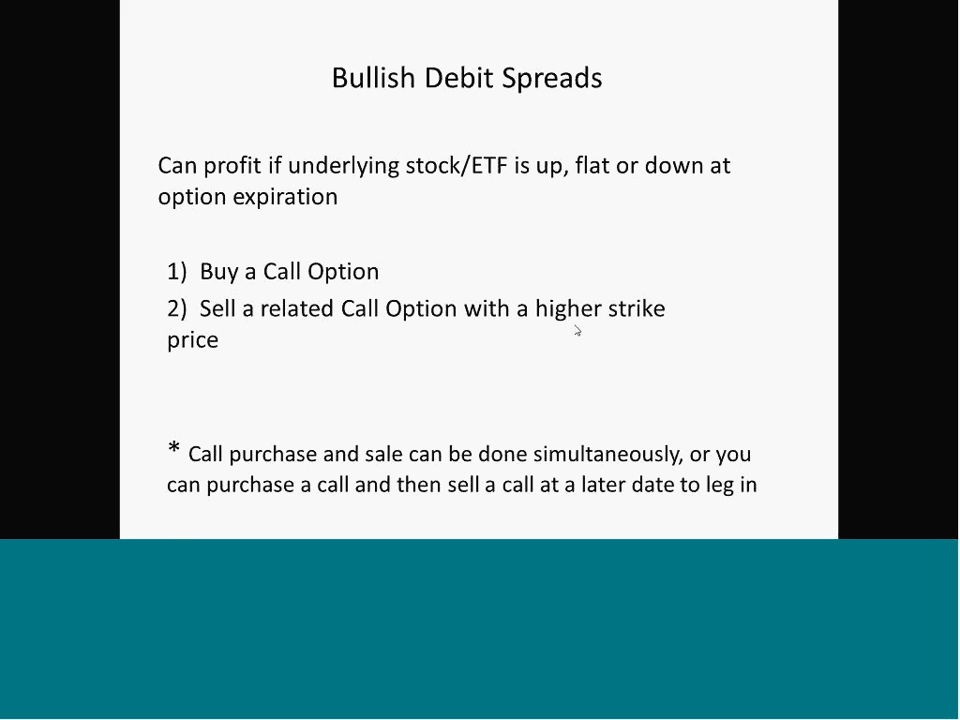 Bullish Debit Spreads
Can profit if underlying stock/ETF is up, flat or down at
option expiration
1) Buy a Call Option
2) Sell a related Call Option with a higher strike
price
* Call purchase and sale can be done simultaneously, or you
can purchase a call and then sell a call at a later date to leg in